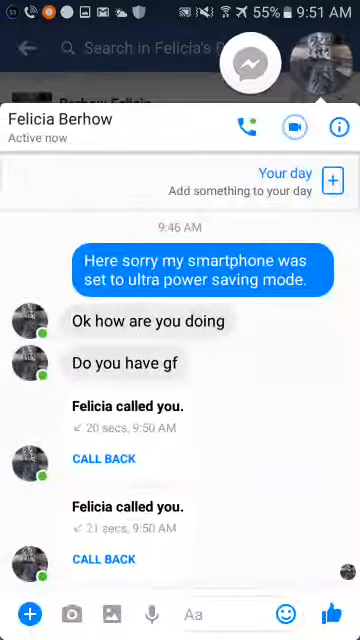 55% 9:51 AM
Search in Felicia's
Felicia Berhow
Active now
Your day
Add something to your day
9:46 AM
Here sorry my smartphone was
set to ultra power saving mode.
Ok how are you doing
Do you have gf
Felicia called you.
20 secs, 9:50 AM
CALL BACK
Felicia called you.
21 secs, 9:50 AM
CALL BACK
Aa